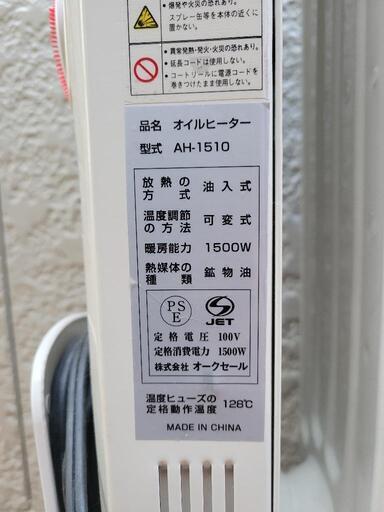 爆発や火災の恐れあり。
スプレー缶等を本体の近くに
置かない。
●異常発熱・発火・火災の恐れあり。
●延長コードは使用しない。
●コードリールに電源コードを
巻きつけたまま使用しない。
品名 オイルヒーター
型式 AH-1510
放熱の方式 油入式
温度調節の方法 可変式
暖房能力 1500W
熱媒体の種類 鉱物油
PS
E
JET
定格電圧 100V
定格消費電力 1500W
株式会社 オークセール
温度ヒューズの
定格動作温度 128℃
MADE IN CHINA